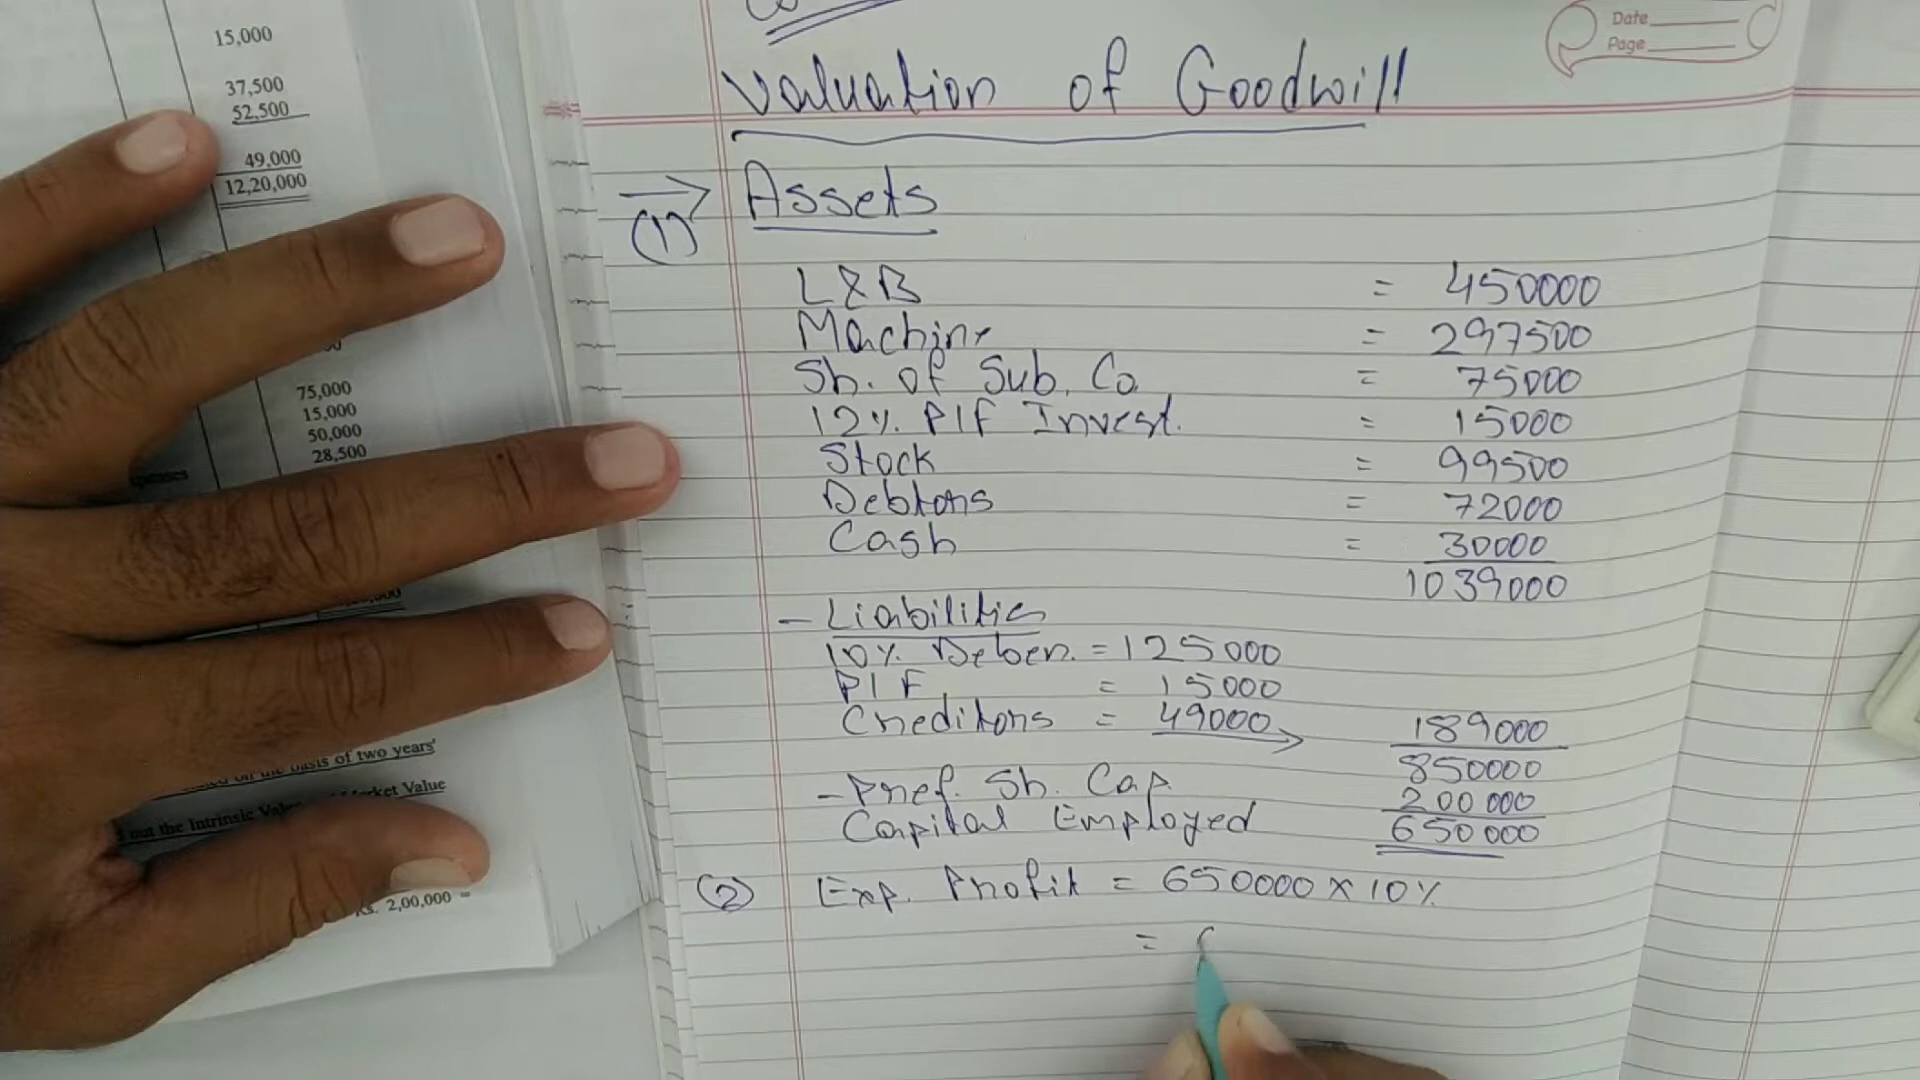 15,000
37,500
52,500
49,000
12,20,000
75,000
15,000
50,000
28,500
basis of two years'
Market Value
out the Intrinsic
Rs. 2,00,000 =
Date
Page
Valuation of Goodwill
(1) Assets
L&B = 450000
Machine = 297500
Sh. of Sub. Co. = 75000
12% PIF Invest. = 15000
Stock = 99500
Debtors = 72000
Cash = 30000
1039000
- Liabilities
10% Deben. = 125000
PIF = 15000
Creditors = 49000 → 189000
850000
- Pref. Sh. Cap. 200000
Capital Employed 650000
(2) Exp. Profit = 650000 x 10%
=